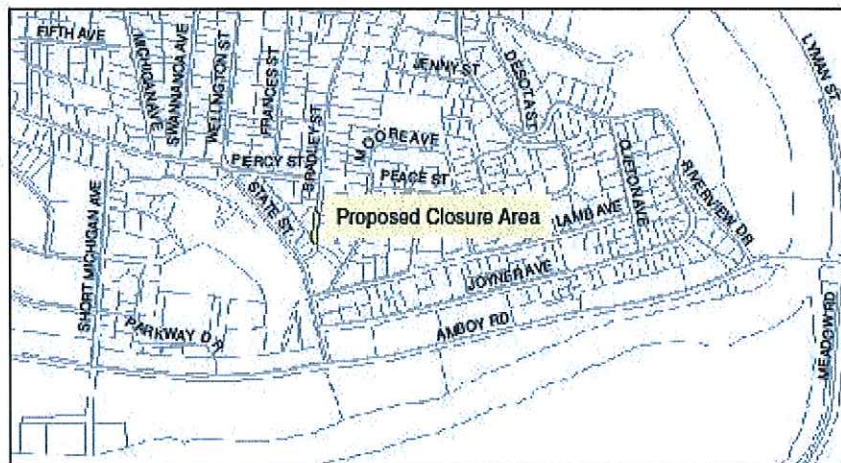 FIFTH AVE
MICHIGAN AVE
SWANNANOA AVE
WELLINGTON ST
FRANCES ST
BRADLEY ST
JENNY ST
DESOTA ST
LYMAN ST
MOORE AVE
PERCY ST
PEACE ST
CLIFTON AVE
RIVERVIEW DR
STATE ST
Proposed Closure Area
LAMB AVE
SHORT MICHIGAN AVE
JOYNER AVE
PARKWAY DR
AMBOY RD
MEADOW RD